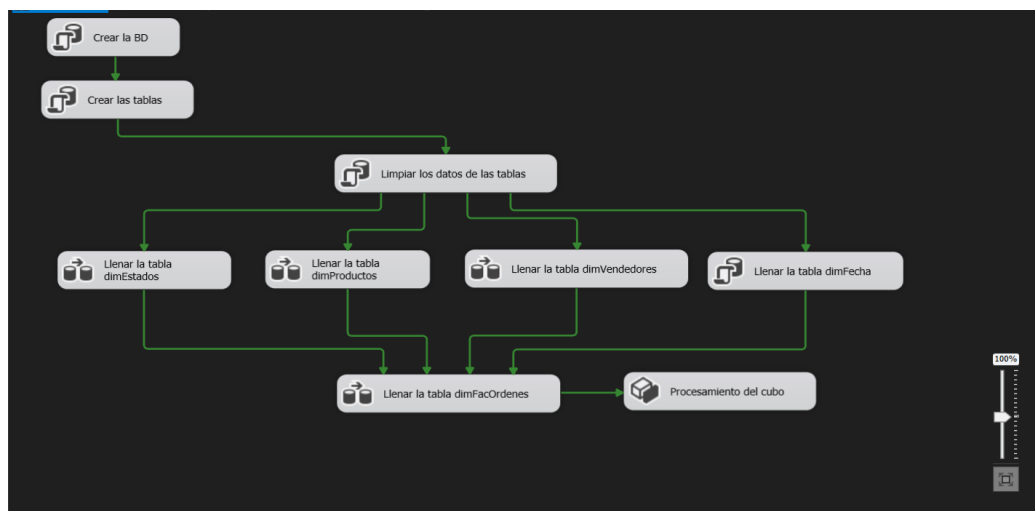 Crear la BD
Crear las tablas
Limpiar los datos de las tablas
Llenar la tabla
dimEstados
Llenar la tabla
dimProductos
Llenar la tabla dimVendedores
Llenar la tabla dimFecha
Llenar la tabla dimFacOrdenes
Procesamiento del cubo
100%